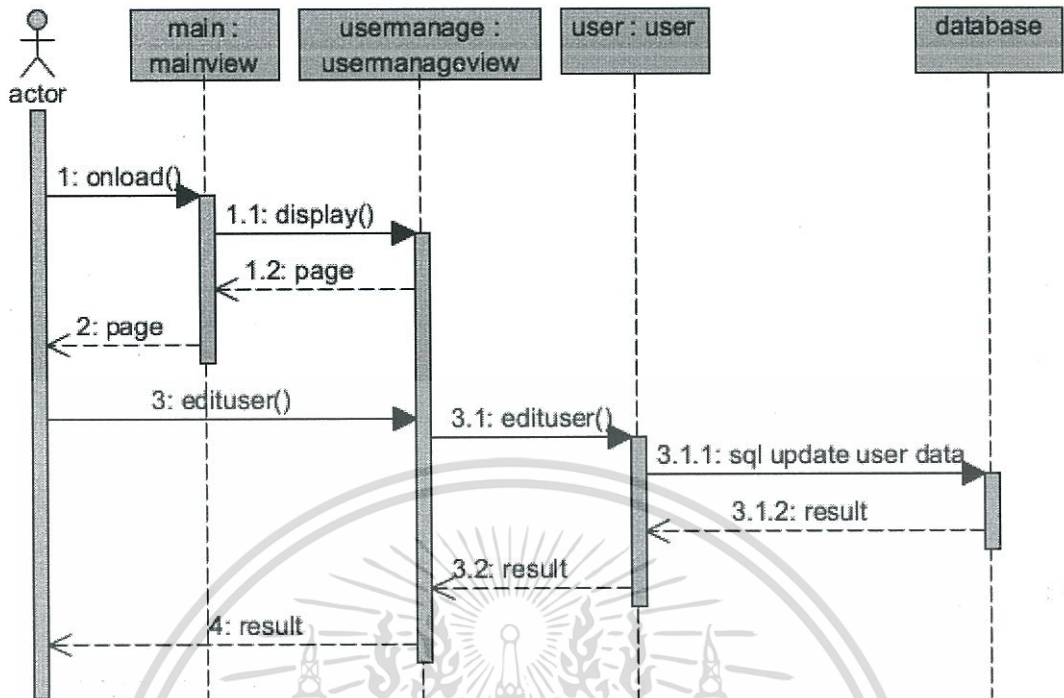 main :
mainview
usermanage :
usermanageview
user : user
database
actor
1: onload()
1.1: display()
1.2: page
2: page
3: edituser()
3.1: edituser()
3.1.1: sql update user data
3.1.2: result
3.2: result
4: result